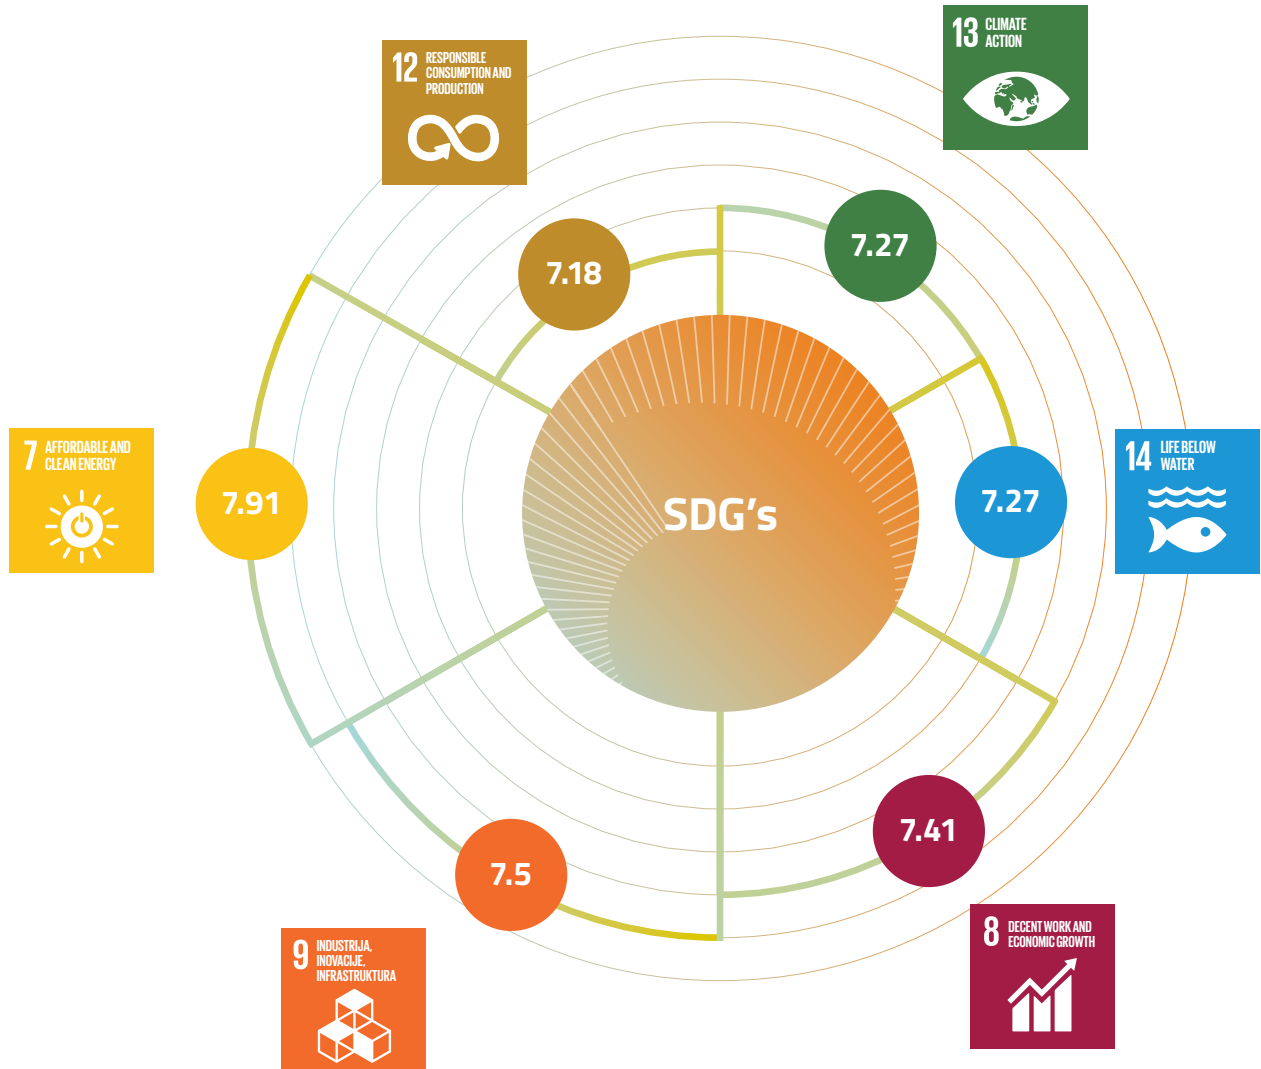 13 CLIMATE
ACTION
12 RESPONSIBLE
CONSUMPTION AND
PRODUCTION
7.27
7.18
7 AFFORDABLE AND
CLEAN ENERGY
14 LIFE BELOW
WATER
7.91
7.27
SDG's
7.41
7.5
8 DECENT WORK AND
ECONOMIC GROWTH
9 INDUSTRIJA,
INOVACIJE,
INFRASTRUKTURA